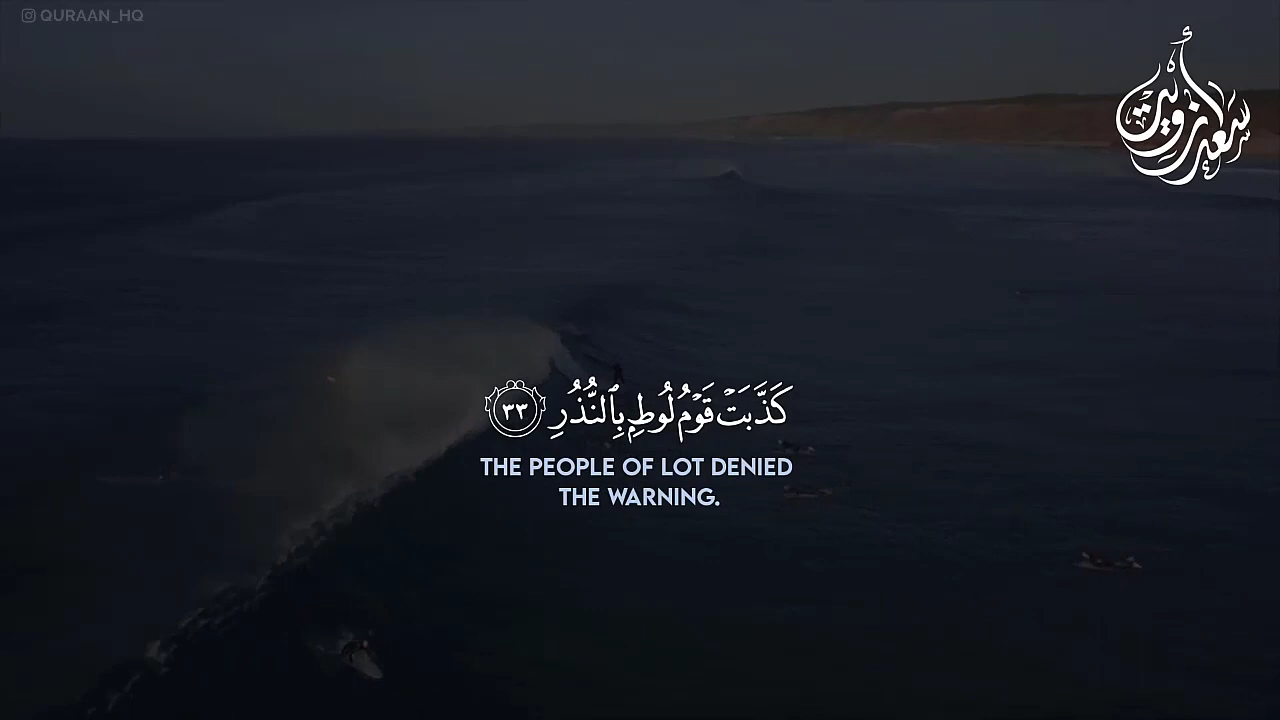 QURAAN_HQ
كَذَّبَتْ قَوْمُ لُوطٍۭ بِٱلنُّذُرِ ٣٣
THE PEOPLE OF LOT DENIED
THE WARNING.